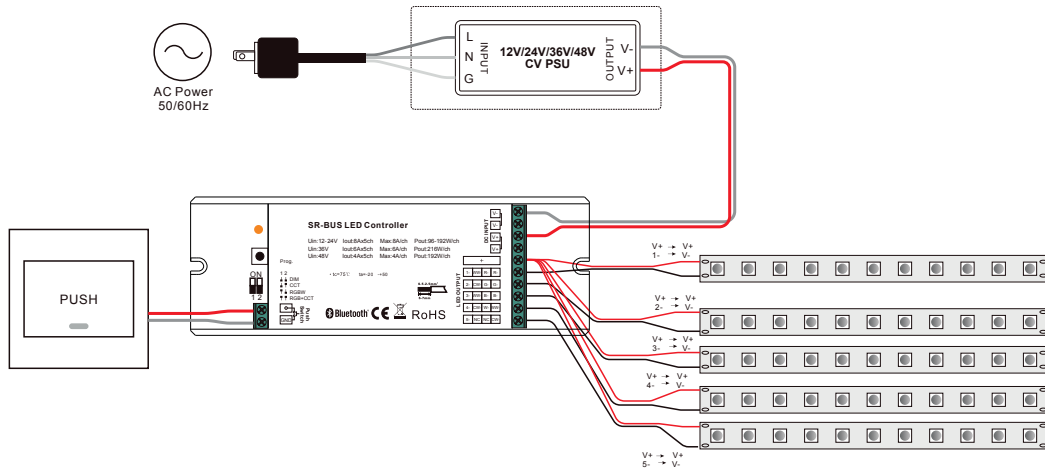 AC Power
50/60Hz
L
N
G
INPUT
12V/24V/36V/48V
CV PSU
OUTPUT
V-
V+
PUSH
SR-BUS LED Controller
Uin:12-24V Iout:8Ax5ch Max:8A/ch Pout:96-192W/ch
Uin:36V Iout:6Ax5ch Max:6A/ch Pout:216W/ch
Uin:48V Iout:4Ax5ch Max:4A/ch Pout:192W/ch
Prog.
ON
1 2
1 2
DIM
CCT
RGBW
RGB+CCT
Push
Switch
GND
Bluetooth
CE
RoHS
DC INPUT
V-
V-
V+
V+
LED OUTPUT
+
V+ → V+
1- → V-
V+ → V+
2- → V-
V+ → V+
3- → V-
V+ → V+
4- → V-
V+ → V+
5- → V-